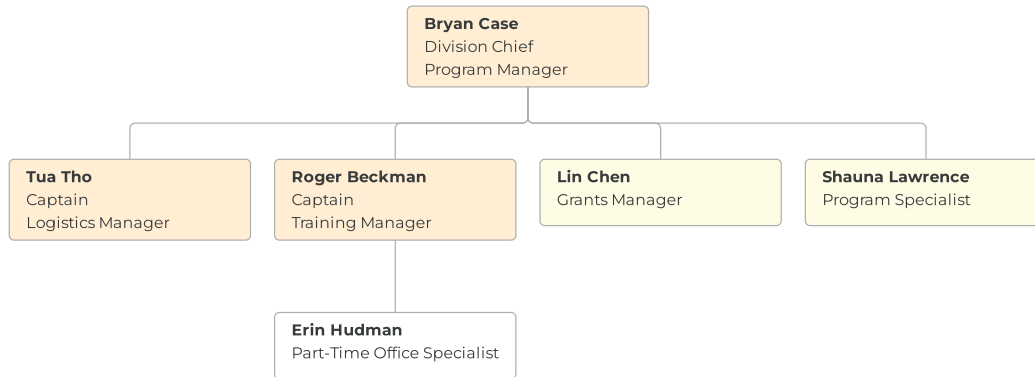 Bryan Case
Division Chief
Program Manager
Tua Tho
Captain
Logistics Manager
Roger Beckman
Captain
Training Manager
Lin Chen
Grants Manager
Shauna Lawrence
Program Specialist
Erin Hudman
Part-Time Office Specialist